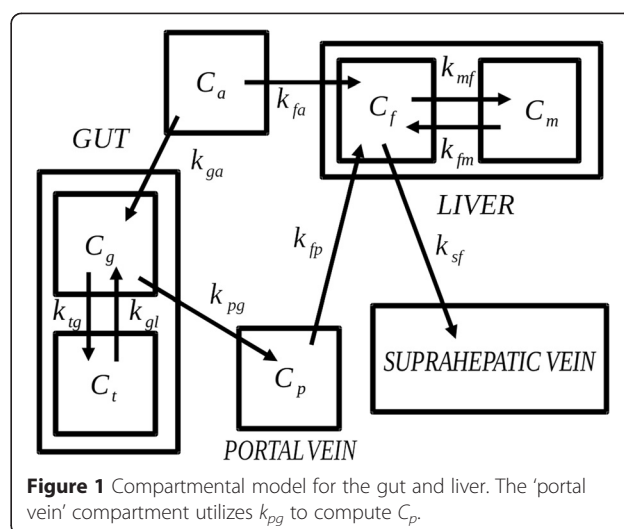 C_a
k_fa
C_f
k_mf
C_m
k_fm
GUT
k_ga
LIVER
C_g
k_fp
k_sf
k_tg
k_gl
k_pg
C_t
C_p
SUPRAHEPATIC VEIN
PORTAL VEIN
Figure 1 Compartmental model for the gut and liver. The ‘portal
vein’ compartment utilizes k_pg to compute C_p.